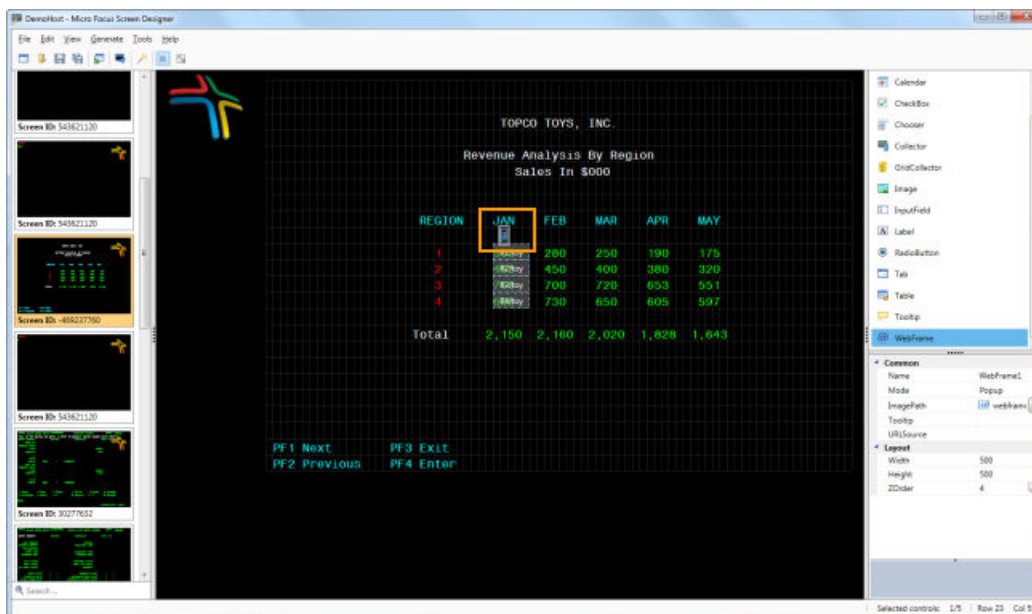 DemoHost - Micro Focus Screen Designer
File Edit View Generate Tools Help
Screen ID: 543621120
Screen ID: 543621120
Screen ID: -469237760
Screen ID: 543621120
Screen ID: 30277632
Search...
TOPCO TOYS, INC.
Revenue Analysis By Region
Sales In $000
REGION JAN FEB MAR APR MAY
1 280 250 190 175
2 450 400 380 320
3 700 720 653 551
4 730 650 605 597
Total 2,150 2,160 2,020 1,828 1,643
PF1 Next PF3 Exit
PF2 Previous PF4 Enter
Calendar
CheckBox
Chooser
Collector
GridCollector
Image
InputField
Label
RadioButton
Tab
Table
Tooltip
WebFrame
Common
Name WebFrame1
Mode Popup
ImagePath
Tooltip
URLSource
Layout
Width 500
Height 500
ZOrder 4
Selected controls: 1/5 Row 23 Col